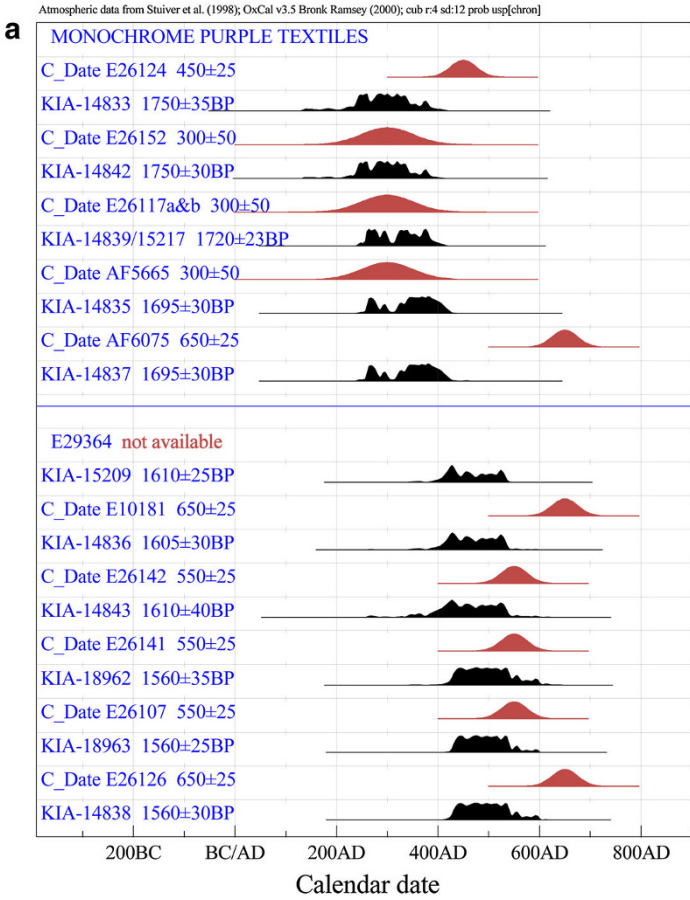 Atmospheric data from Stuiver et al. (1998); OxCal v3.5 Bronk Ramsey (2000); cub r:4 sd:12 prob usp[chron]
a
MONOCHROME PURPLE TEXTILES
C_Date E26124 450±25
KIA-14833 1750±35BP
C_Date E26152 300±50
KIA-14842 1750±30BP
C_Date E26117a&b 300±50
KIA-14839/15217 1720±23BP
C_Date AF5665 300±50
KIA-14835 1695±30BP
C_Date AF6075 650±25
KIA-14837 1695±30BP
E29364 not available
KIA-15209 1610±25BP
C_Date E10181 650±25
KIA-14836 1605±30BP
C_Date E26142 550±25
KIA-14843 1610±40BP
C_Date E26141 550±25
KIA-18962 1560±35BP
C_Date E26107 550±25
KIA-18963 1560±25BP
C_Date E26126 650±25
KIA-14838 1560±30BP
200BC BC/AD 200AD 400AD 600AD 800AD
Calendar date